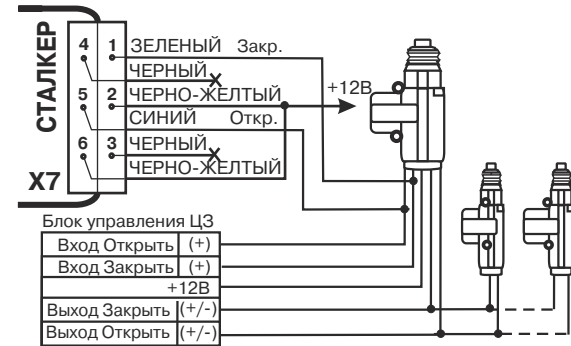 СТАЛКЕР
X7
4 1 ЗЕЛЕНЫЙ Закр.
ЧЕРНЫЙ
5 2 ЧЕРНО-ЖЕЛТЫЙ
+12В
СИНИЙ Откр.
6 3 ЧЕРНЫЙ
ЧЕРНО-ЖЕЛТЫЙ
Блок управления ЦЗ
Вход Открыть (+)
Вход Закрыть (+)
+12В
Выход Закрыть (+/-)
Выход Открыть (+/-)